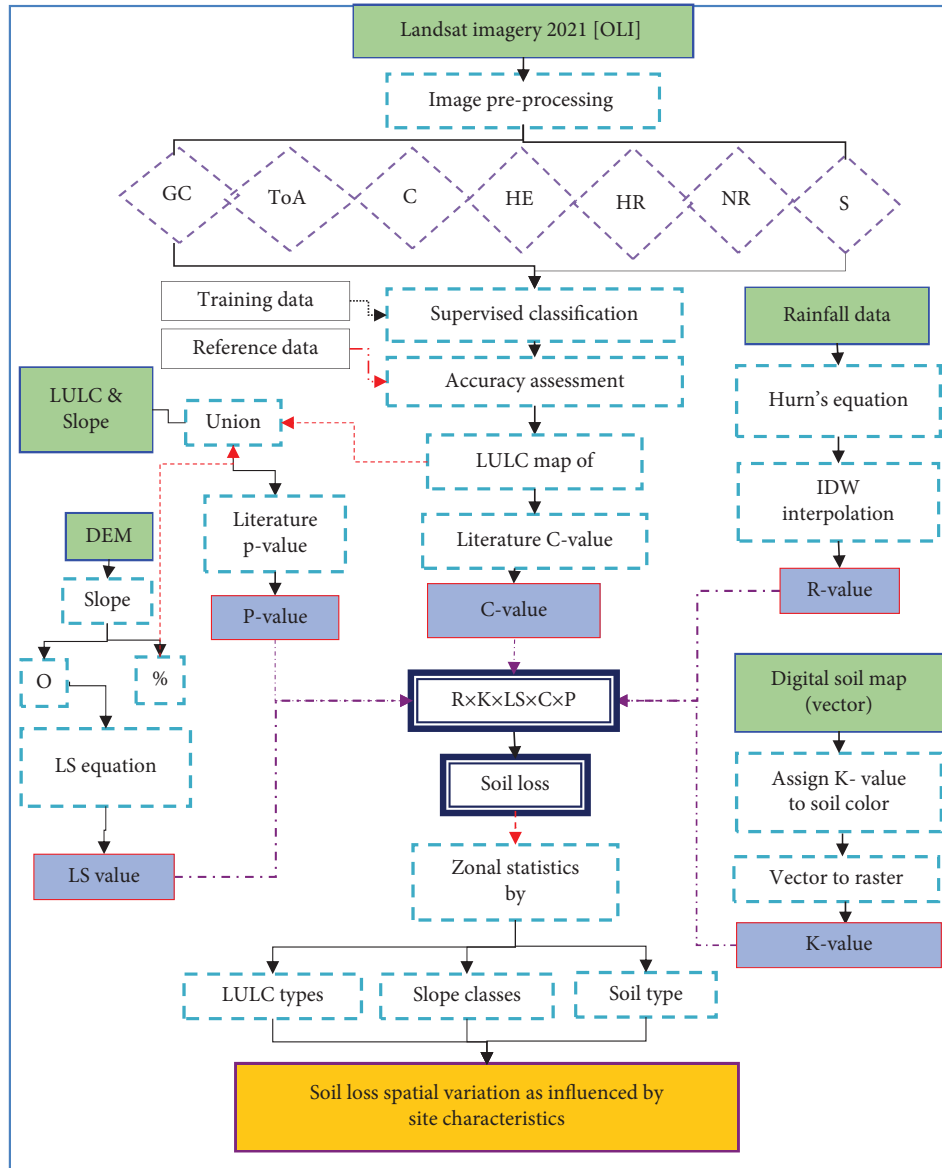 Landsat imagery 2021 [OLI]
Image pre-processing
GC
ToA
C
HE
HR
NR
S
Training data
Supervised classification
Rainfall data
Reference data
Accuracy assessment
LULC &
Slope
Union
Hurn's equation
LULC map of
IDW
interpolation
Literature
p-value
DEM
Literature C-value
Slope
P-value
C-value
R-value
O
%
R×K×LS×C×P
Digital soil map
(vector)
LS equation
Soil loss
Assign K- value
to soil color
LS value
Zonal statistics
by
Vector to raster
K-value
LULC types
Slope classes
Soil type
Soil loss spatial variation as influenced by
site characteristics